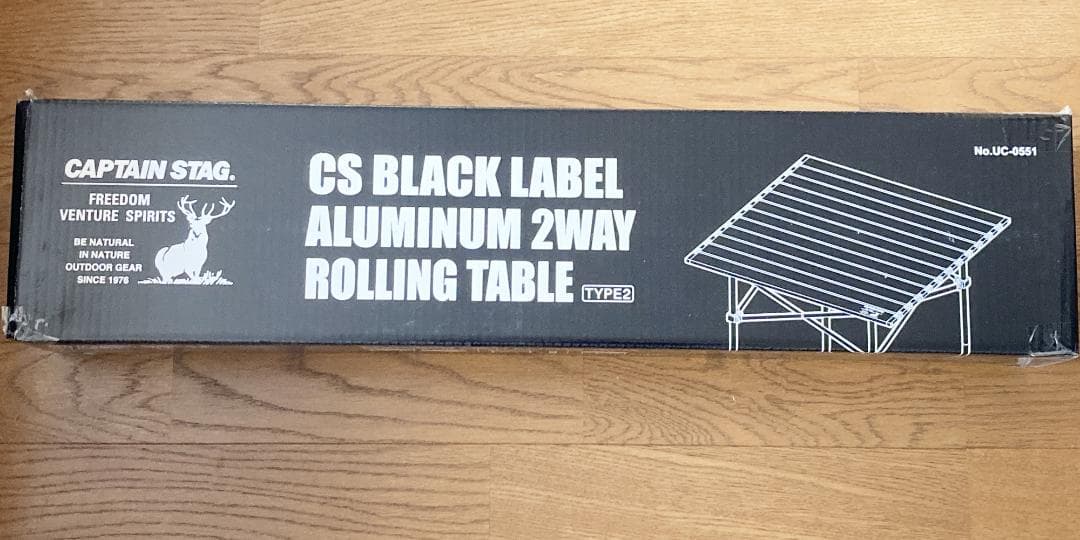 CAPTAIN STAG.
FREEDOM
VENTURE SPIRITS
BE NATURAL
IN NATURE
OUTDOOR GEAR
SINCE 1976
CS BLACK LABEL
ALUMINUM 2WAY
ROLLING TABLE TYPE2
No.UC-0551